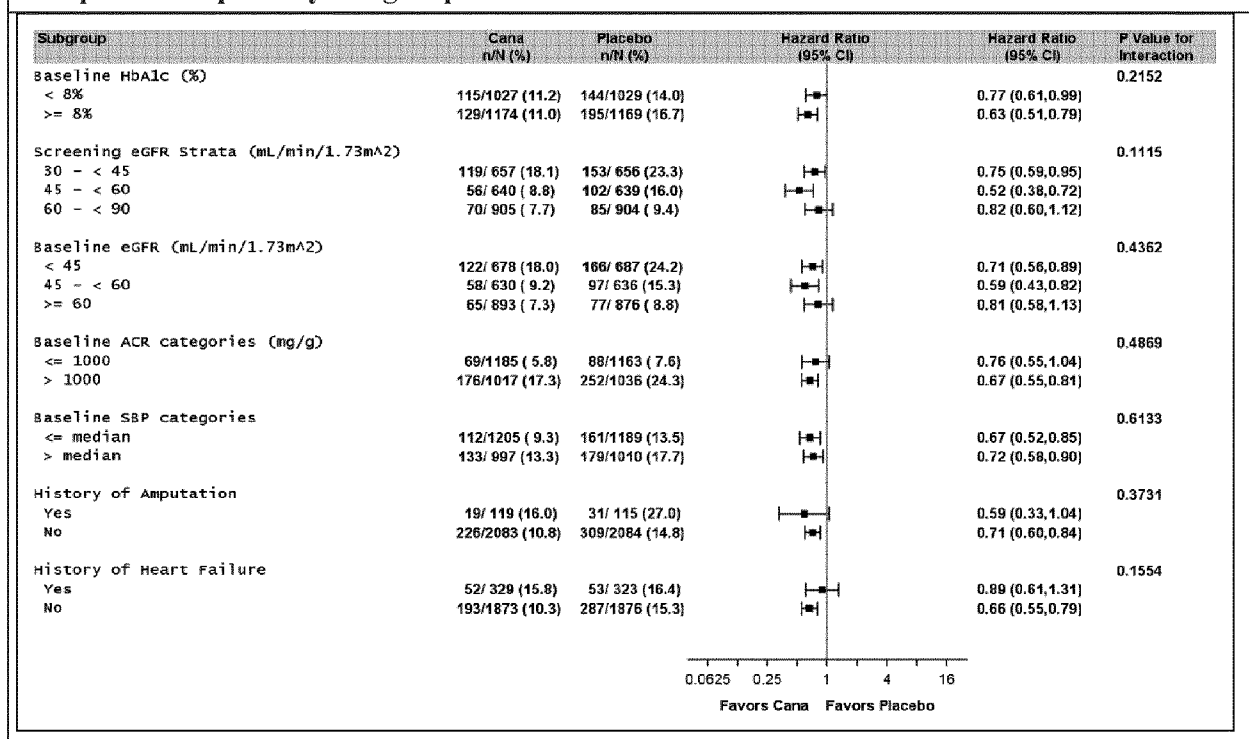 Subgroup Cana Placebo Hazard Ratio Hazard Ratio P Value for
n/N (%) n/N (%) (95% CI) (95% CI) Interaction
Baseline HbA1c (%) 0.2152
< 8% 115/1027 (11.2) 144/1029 (14.0) 0.77 (0.61,0.99)
>= 8% 129/1174 (11.0) 195/1169 (16.7) 0.63 (0.51,0.79)
Screening eGFR Strata (mL/min/1.73m^2) 0.1115
30 - < 45 119/ 657 (18.1) 153/ 656 (23.3) 0.75 (0.59,0.95)
45 - < 60 56/ 640 ( 8.8) 102/ 639 (16.0) 0.52 (0.38,0.72)
60 - < 90 70/ 905 ( 7.7) 85/ 904 ( 9.4) 0.82 (0.60,1.12)
Baseline eGFR (mL/min/1.73m^2) 0.4362
< 45 122/ 678 (18.0) 166/ 687 (24.2) 0.71 (0.56,0.89)
45 - < 60 58/ 630 ( 9.2) 97/ 636 (15.3) 0.59 (0.43,0.82)
>= 60 65/ 893 ( 7.3) 77/ 876 ( 8.8) 0.81 (0.58,1.13)
Baseline ACR categories (mg/g) 0.4869
<= 1000 69/1185 ( 5.8) 88/1163 ( 7.6) 0.76 (0.55,1.04)
> 1000 176/1017 (17.3) 252/1036 (24.3) 0.67 (0.55,0.81)
Baseline SBP categories 0.6133
<= median 112/1205 ( 9.3) 161/1189 (13.5) 0.67 (0.52,0.85)
> median 133/ 997 (13.3) 179/1010 (17.7) 0.72 (0.58,0.90)
History of Amputation 0.3731
Yes 19/ 119 (16.0) 31/ 115 (27.0) 0.59 (0.33,1.04)
No 226/2083 (10.8) 309/2084 (14.8) 0.71 (0.60,0.84)
History of Heart Failure 0.1554
Yes 52/ 329 (15.8) 53/ 323 (16.4) 0.89 (0.61,1.31)
No 193/1873 (10.3) 287/1876 (15.3) 0.66 (0.55,0.79)
0.0625 0.25 1 4 16
Favors Cana Favors Placebo